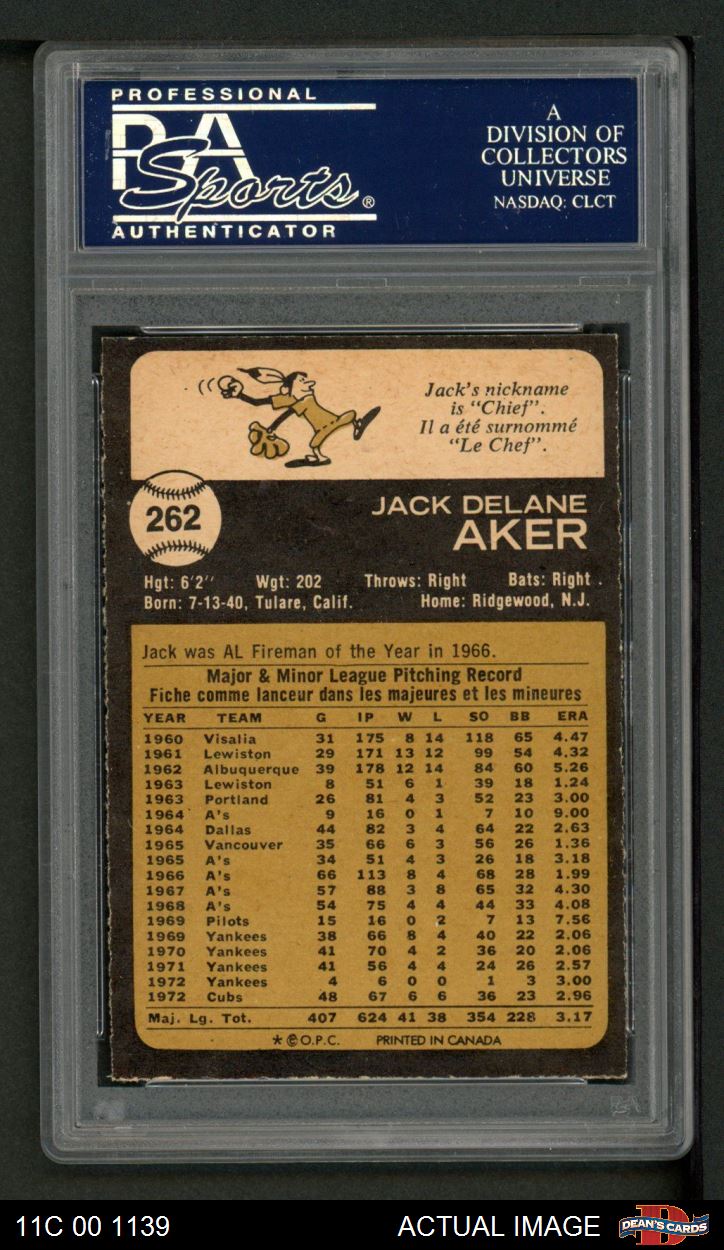 PROFESSIONAL
PSA
Sports®
AUTHENTICATOR
A
DIVISION OF
COLLECTORS
UNIVERSE
NASDAQ: CLCT
Jack's nickname
is "Chief".
Il a été surnommé
"Le Chef".
262
JACK DELANE
AKER
Hgt: 6'2'' Wgt: 202 Throws: Right Bats: Right .
Born: 7-13-40, Tulare, Calif. Home: Ridgewood, N.J.
Jack was AL Fireman of the Year in 1966.
Major & Minor League Pitching Record
Fiche comme lanceur dans les majeures et les mineures
YEAR TEAM G IP W L SO BB ERA
1960 Visalia 31 175 8 14 118 65 4.47
1961 Lewiston 29 171 13 12 99 54 4.32
1962 Albuquerque 39 178 12 14 84 60 5.26
1963 Lewiston 8 51 6 1 39 18 1.24
1963 Portland 26 81 4 3 52 23 3.00
1964 A's 9 16 0 1 7 10 9.00
1964 Dallas 44 82 3 4 64 22 2.63
1965 Vancouver 35 66 6 3 56 26 1.36
1965 A's 34 51 4 3 26 18 3.18
1966 A's 66 113 8 4 68 28 1.99
1967 A's 57 88 3 8 65 32 4.30
1968 A's 54 75 4 4 44 33 4.08
1969 Pilots 15 16 0 2 7 13 7.56
1969 Yankees 38 66 8 4 40 22 2.06
1970 Yankees 41 70 4 2 36 20 2.06
1971 Yankees 41 56 4 4 24 26 2.57
1972 Yankees 4 6 0 0 1 3 3.00
1972 Cubs 48 67 6 6 36 23 2.96
Maj. Lg. Tot. 407 624 41 38 354 228 3.17
* © O.P.C. PRINTED IN CANADA
11C 00 1139
ACTUAL IMAGE
DEAN'S CARDS